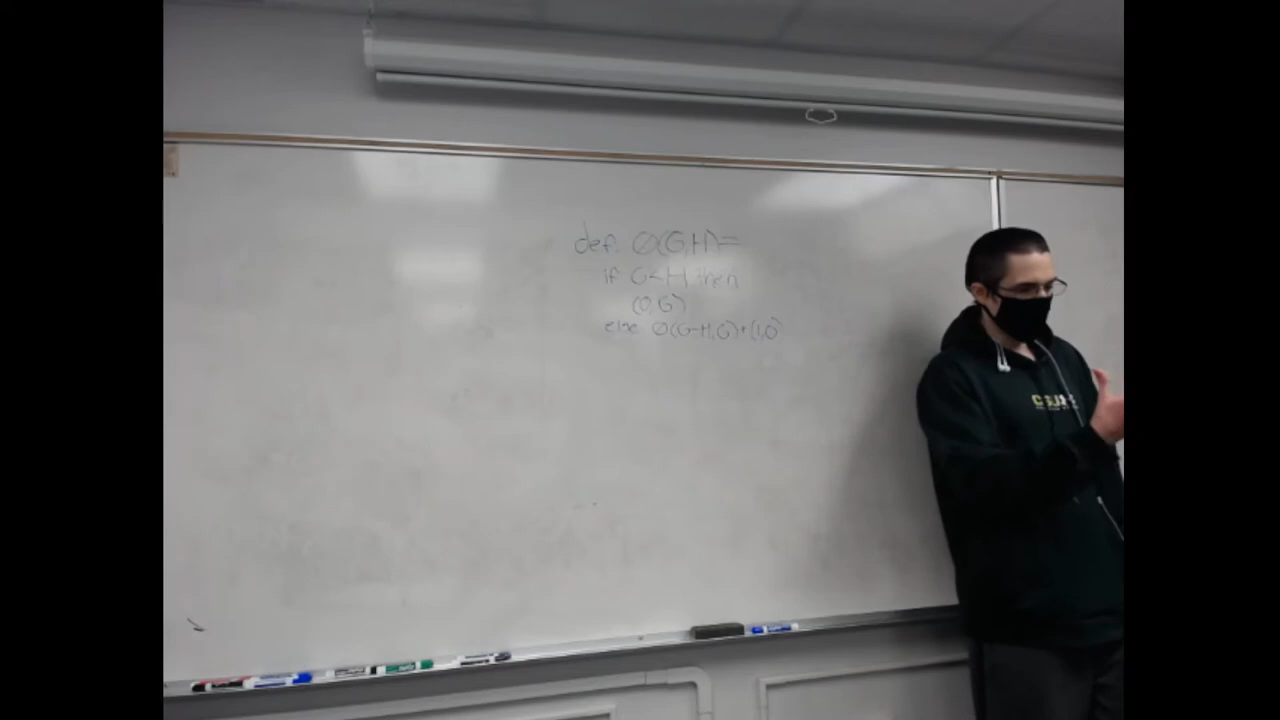 def. ∅(G,H)=
if G<H then
(0,G)
else ∅(G-H,G)+(1,0)